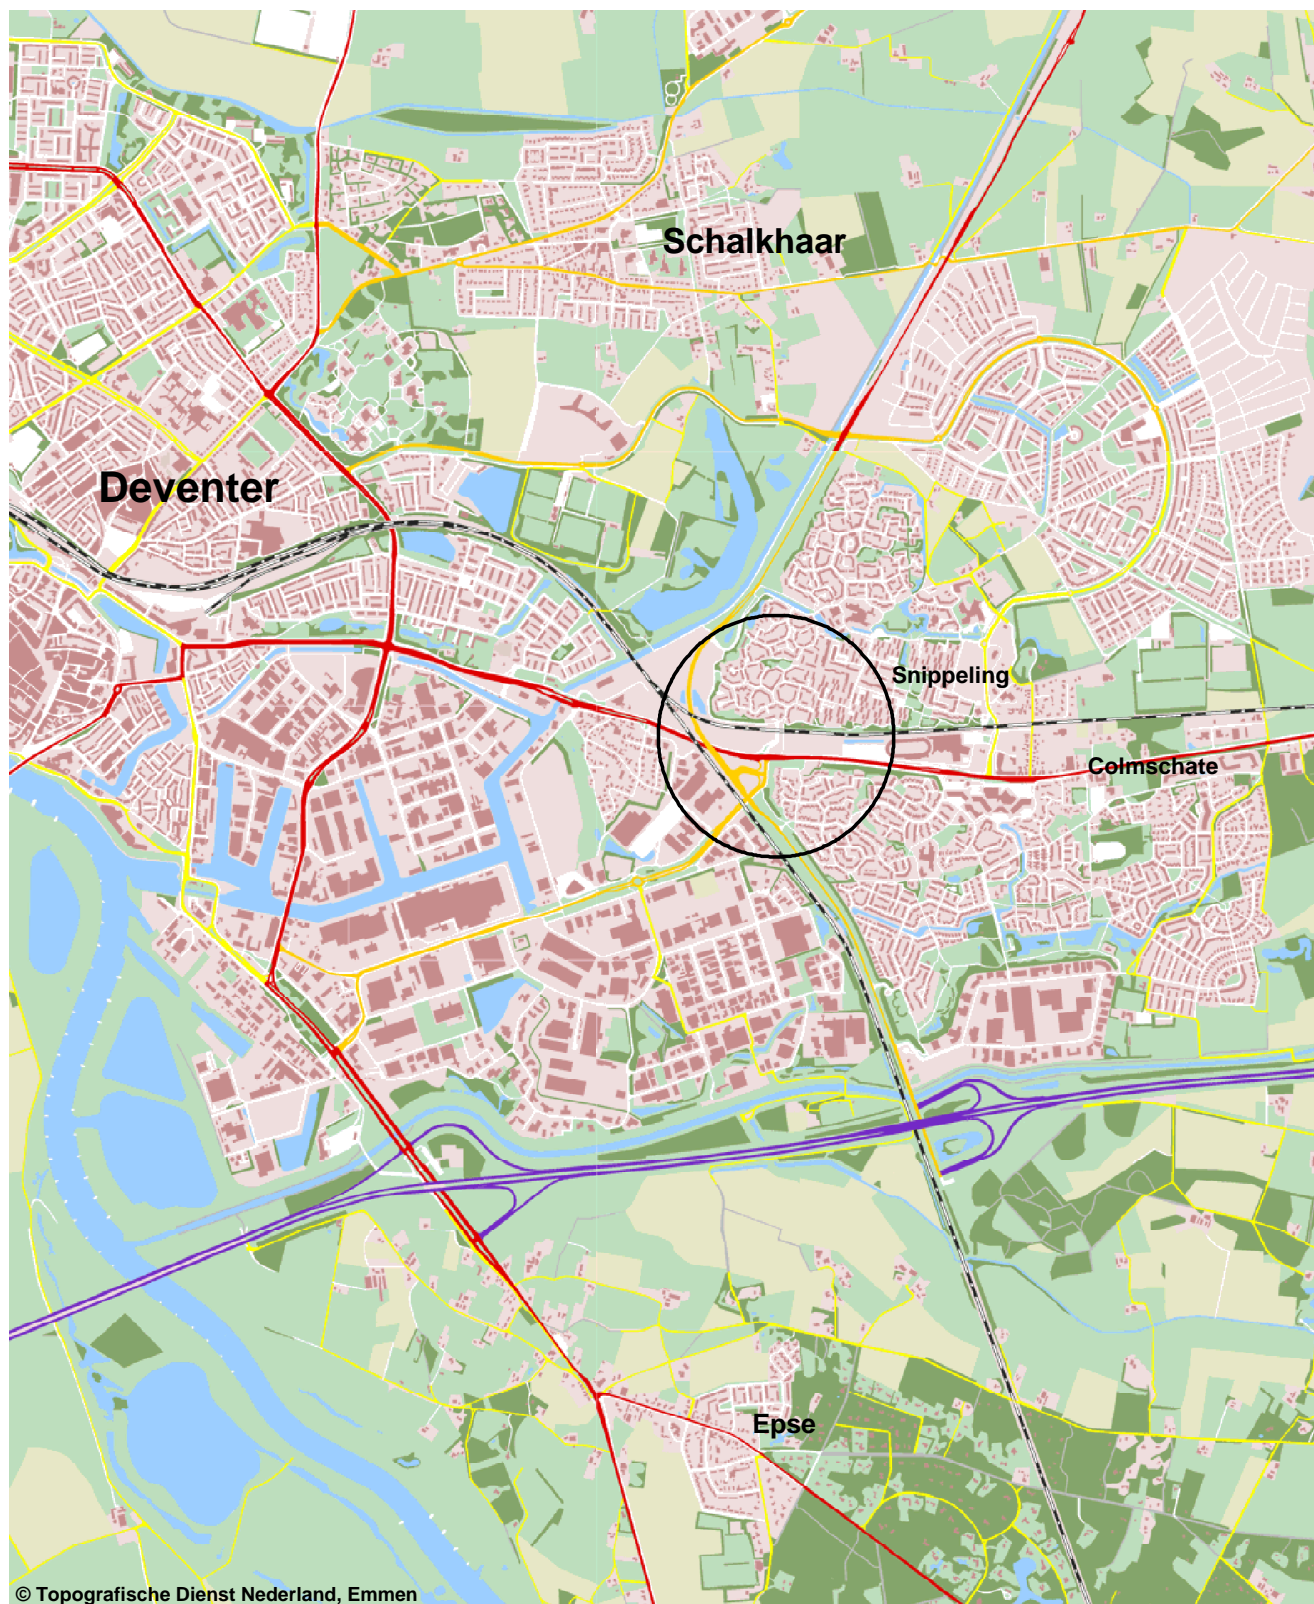 Schalkhaar
Deventer
Snippeling
Colmschate
Epse
© Topografische Dienst Nederland, Emmen